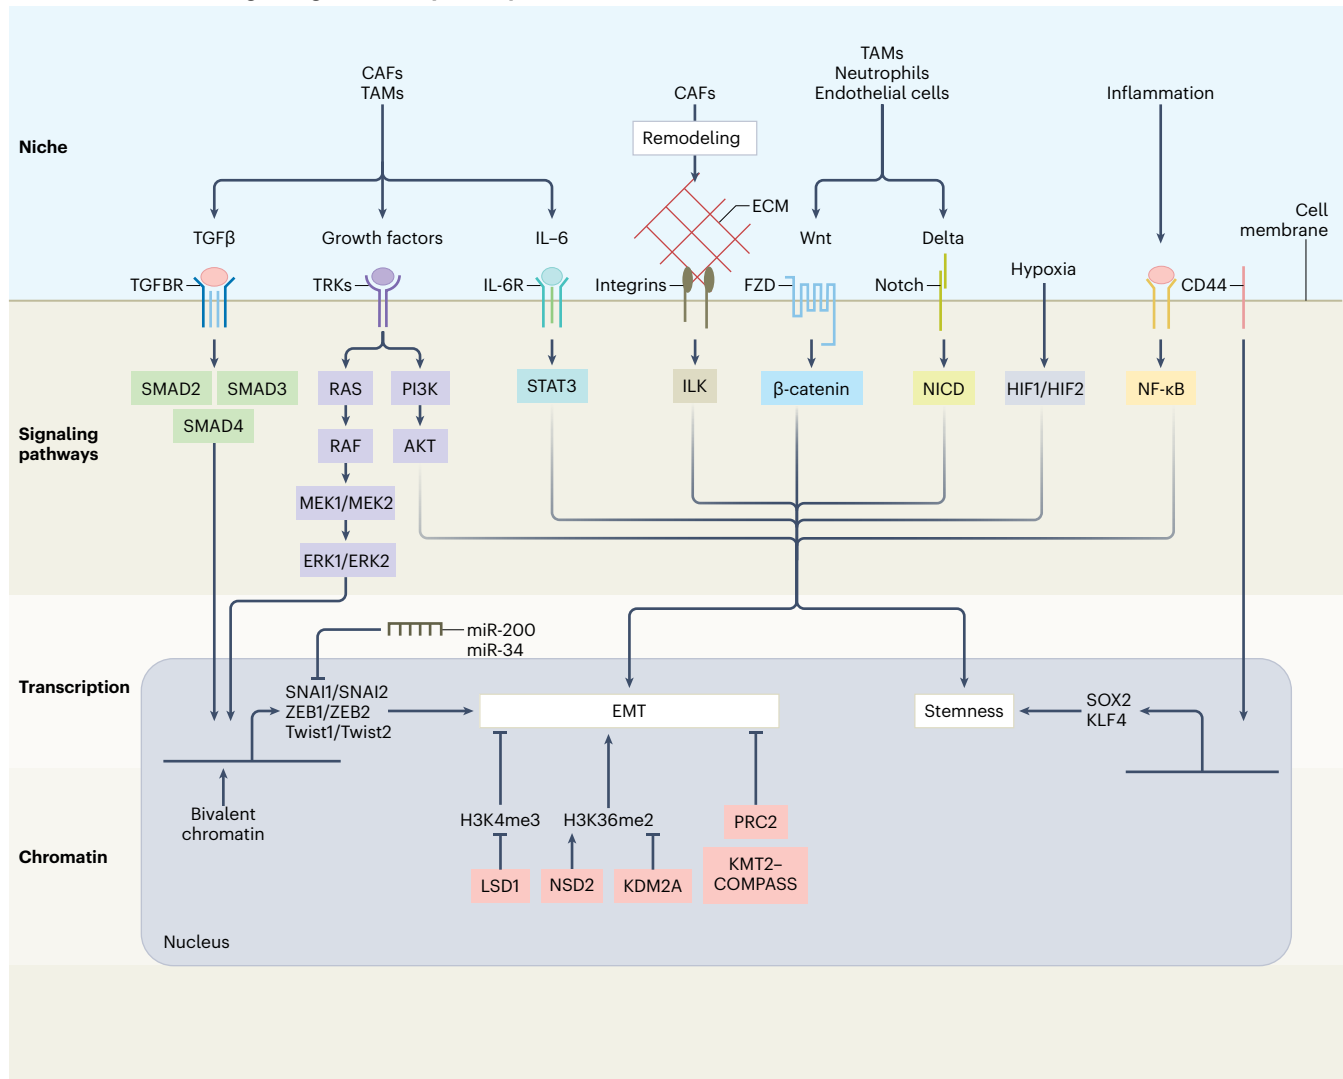 CAFs
TAMs
CAFs
TAMs
Neutrophils
Endothelial cells
Inflammation
Remodeling
Niche
ECM
Cell
membrane
TGFβ
Growth factors
IL–6
Wnt
Delta
Hypoxia
TGFBR
TRKs
IL-6R
Integrins
FZD
Notch
CD44
SMAD2
SMAD3
SMAD4
RAS
PI3K
STAT3
ILK
β-catenin
NICD
HIF1/HIF2
NF-κB
Signaling
pathways
RAF
AKT
MEK1/MEK2
ERK1/ERK2
miR-200
miR-34
Transcription
SNAI1/SNAI2
ZEB1/ZEB2
Twist1/Twist2
EMT
Stemness
SOX2
KLF4
Bivalent
chromatin
H3K4me3
H3K36me2
PRC2
Chromatin
LSD1
NSD2
KDM2A
KMT2–
COMPASS
Nucleus